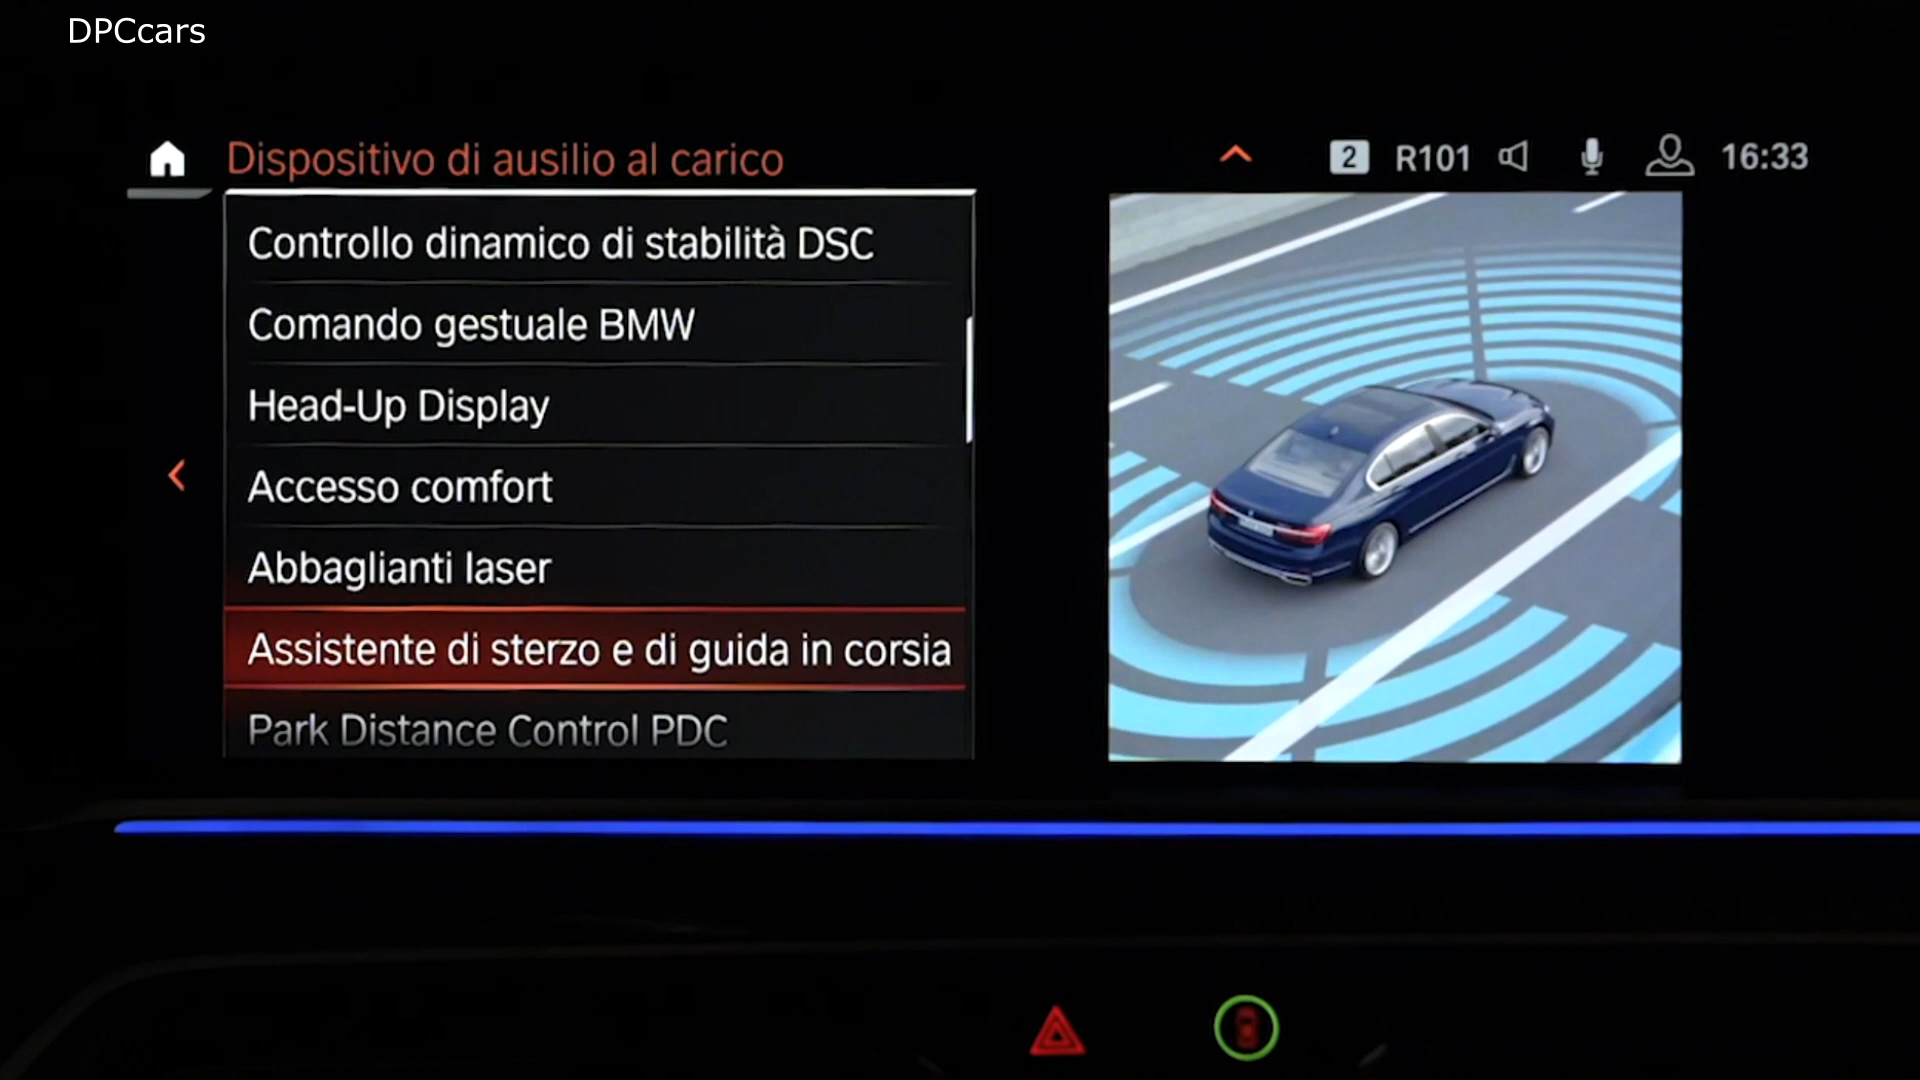 DPCcars
Dispositivo di ausilio al carico
2 R101 16:33
Controllo dinamico di stabilità DSC
Comando gestuale BMW
Head-Up Display
Accesso comfort
Abbaglianti laser
Assistente di sterzo e di guida in corsia
Park Distance Control PDC